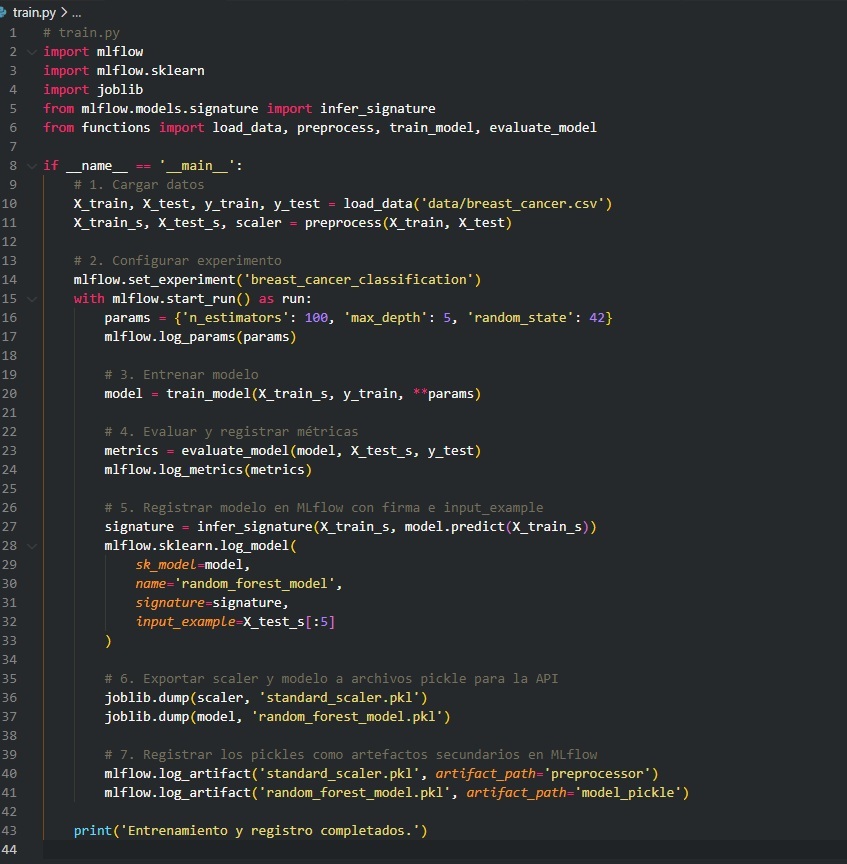 train.py > ...
1 # train.py
2 import mlflow
3 import mlflow.sklearn
4 import joblib
5 from mlflow.models.signature import infer_signature
6 from functions import load_data, preprocess, train_model, evaluate_model
7
8 if __name__ == '__main__':
9     # 1. Cargar datos
10     X_train, X_test, y_train, y_test = load_data('data/breast_cancer.csv')
11     X_train_s, X_test_s, scaler = preprocess(X_train, X_test)
12
13     # 2. Configurar experimento
14     mlflow.set_experiment('breast_cancer_classification')
15     with mlflow.start_run() as run:
16         params = {'n_estimators': 100, 'max_depth': 5, 'random_state': 42}
17         mlflow.log_params(params)
18
19         # 3. Entrenar modelo
20         model = train_model(X_train_s, y_train, **params)
21
22         # 4. Evaluar y registrar métricas
23         metrics = evaluate_model(model, X_test_s, y_test)
24         mlflow.log_metrics(metrics)
25
26         # 5. Registrar modelo en MLflow con firma e input_example
27         signature = infer_signature(X_train_s, model.predict(X_train_s))
28         mlflow.sklearn.log_model(
29             sk_model=model,
30             name='random_forest_model',
31             signature=signature,
32             input_example=X_test_s[:5]
33         )
34
35         # 6. Exportar scaler y modelo a archivos pickle para la API
36         joblib.dump(scaler, 'standard_scaler.pkl')
37         joblib.dump(model, 'random_forest_model.pkl')
38
39         # 7. Registrar los pickles como artefactos secundarios en MLflow
40         mlflow.log_artifact('standard_scaler.pkl', artifact_path='preprocessor')
41         mlflow.log_artifact('random_forest_model.pkl', artifact_path='model_pickle')
42
43     print('Entrenamiento y registro completados.')
44